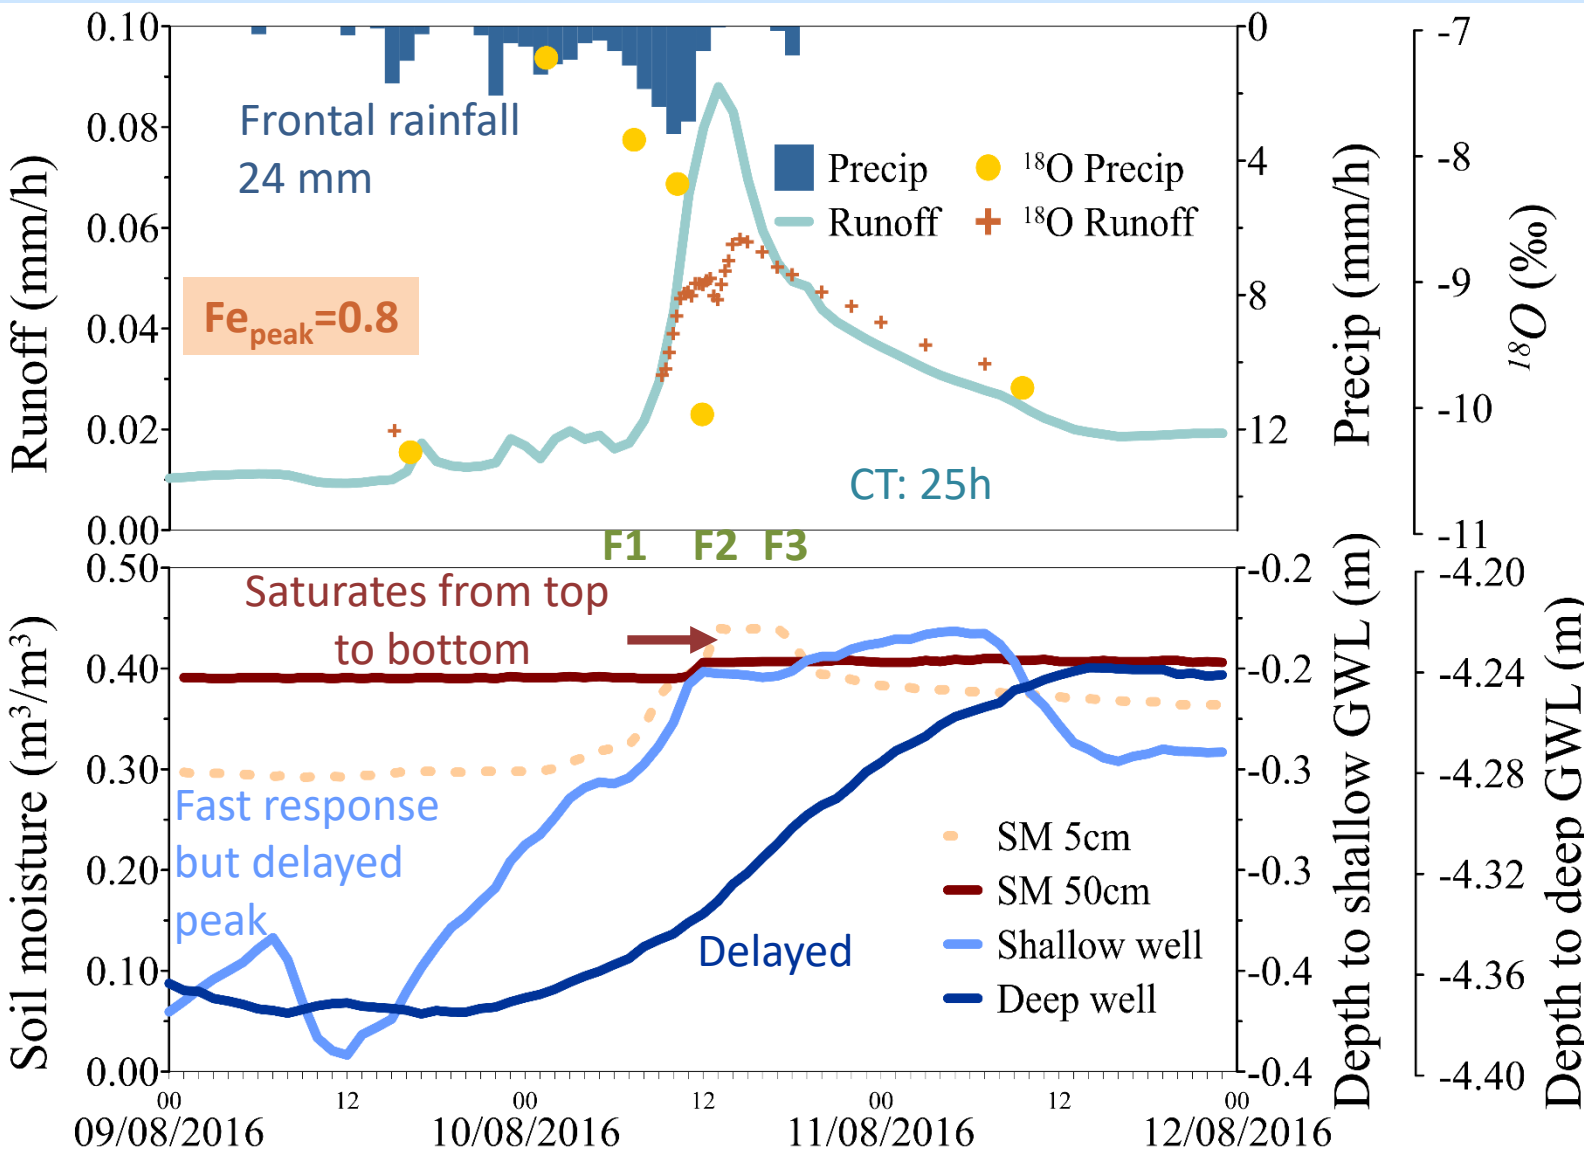 0.10
0.08
0.06
0.04
0.02
0.00
Runoff (mm/h)
Frontal rainfall
24 mm
Fe_peak=0.8
Precip
Runoff
¹⁸O Precip
¹⁸O Runoff
CT: 25h
0
4
8
12
Precip (mm/h)
-7
-8
-9
-10
-11
¹⁸O (‰)
F1 F2 F3
0.50
0.40
0.30
0.20
0.10
0.00
Soil moisture (m³/m³)
Saturates from top
to bottom
Fast response
but delayed
peak
Delayed
SM 5cm
SM 50cm
Shallow well
Deep well
-0.2
-0.2
-0.3
-0.3
-0.4
-0.4
Depth to shallow GWL (m)
-4.20
-4.24
-4.28
-4.32
-4.36
-4.40
Depth to deep GWL (m)
00 12 00 12 00 12 00
09/08/2016 10/08/2016 11/08/2016 12/08/2016